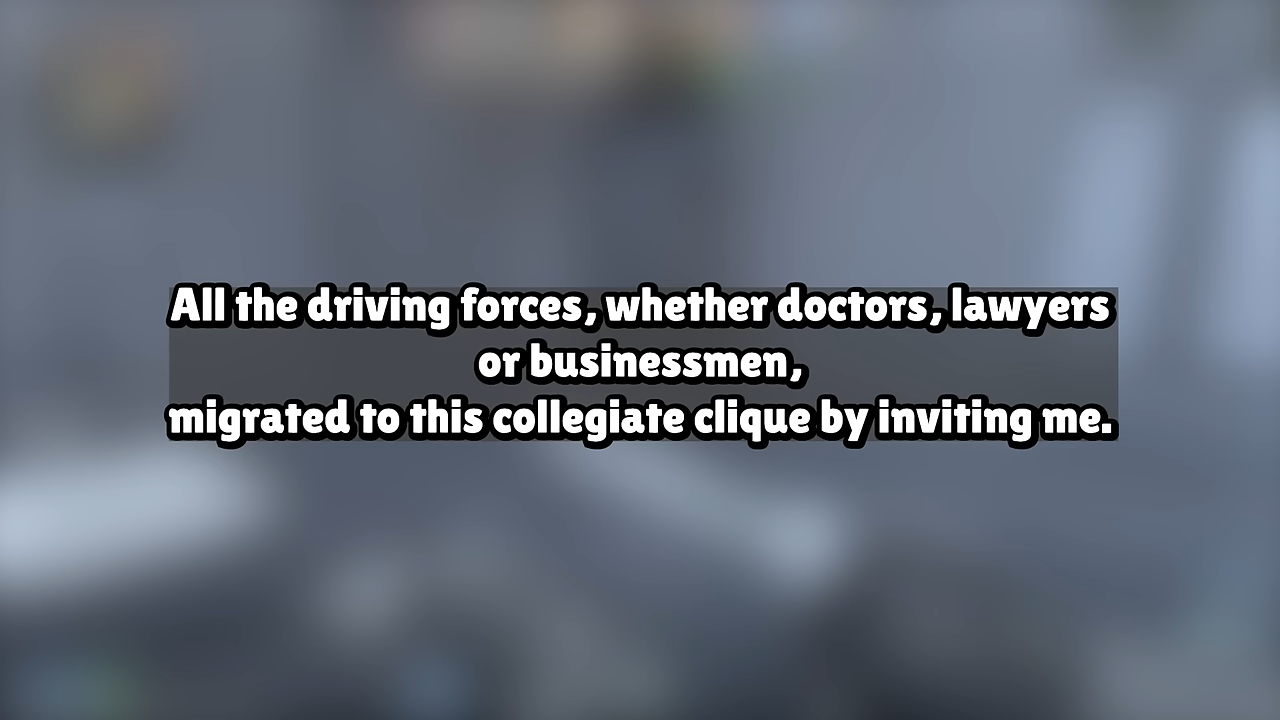 All the driving forces, whether doctors, lawyers
or businessmen,
migrated to this collegiate clique by inviting me.